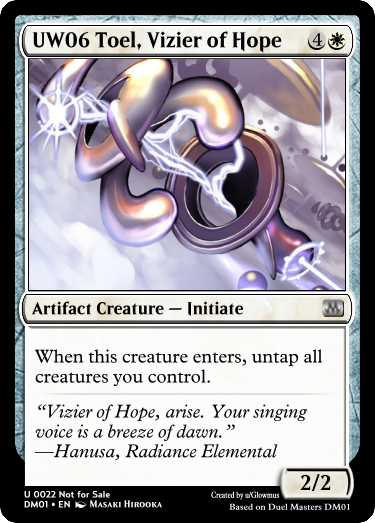 UW06 Toel, Vizier of Hope 4
Artifact Creature — Initiate
When this creature enters, untap all
creatures you control.
“Vizier of Hope, arise. Your singing
voice is a breeze of dawn.”
—Hanusa, Radiance Elemental
2/2
U 0022 Not for Sale
DM01 • EN Masaki Hirooka
Created by u/Glowmus
Based on Duel Masters DM01